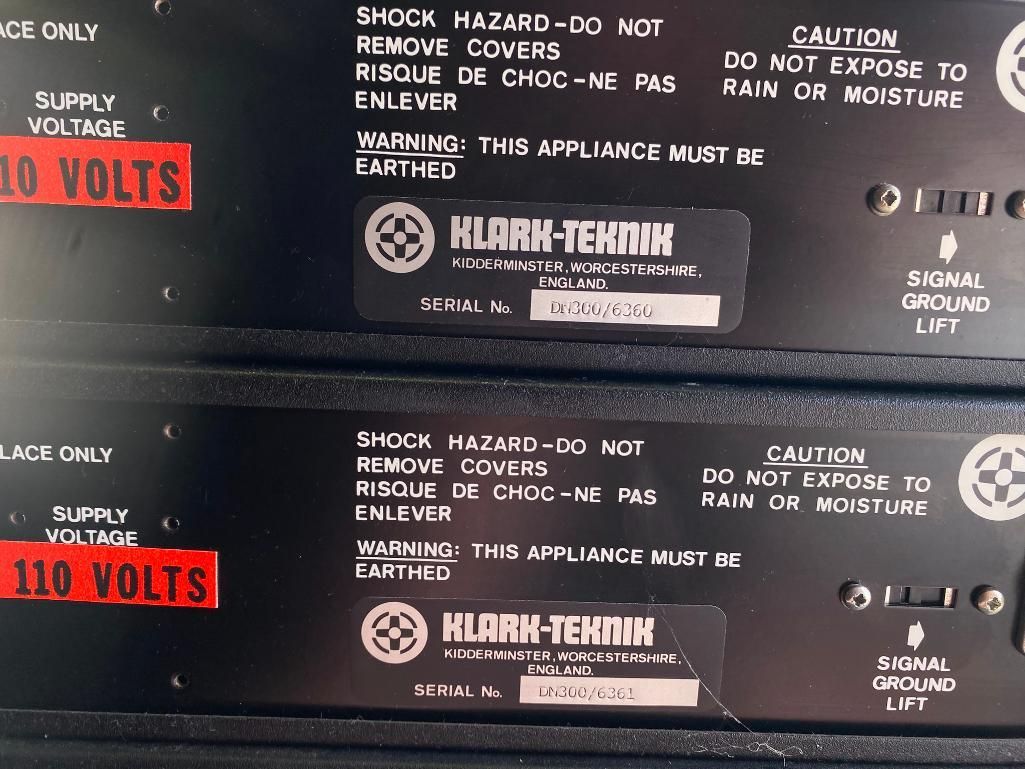 ACE ONLY
SUPPLY
VOLTAGE
10 VOLTS
SHOCK HAZARD-DO NOT
REMOVE COVERS
RISQUE DE CHOC-NE PAS
ENLEVER
CAUTION
DO NOT EXPOSE TO
RAIN OR MOISTURE
WARNING: THIS APPLIANCE MUST BE
EARTHED
KLARK-TEKNIK
KIDDERMINSTER, WORCESTERSHIRE,
ENGLAND.
SERIAL No. DN300/6360
SIGNAL
GROUND
LIFT
LACE ONLY
SUPPLY
VOLTAGE
110 VOLTS
SHOCK HAZARD-DO NOT
REMOVE COVERS
RISQUE DE CHOC-NE PAS
ENLEVER
CAUTION
DO NOT EXPOSE TO
RAIN OR MOISTURE
WARNING: THIS APPLIANCE MUST BE
EARTHED
KLARK-TEKNIK
KIDDERMINSTER, WORCESTERSHIRE,
ENGLAND.
SERIAL No. DN300/6361
SIGNAL
GROUND
LIFT